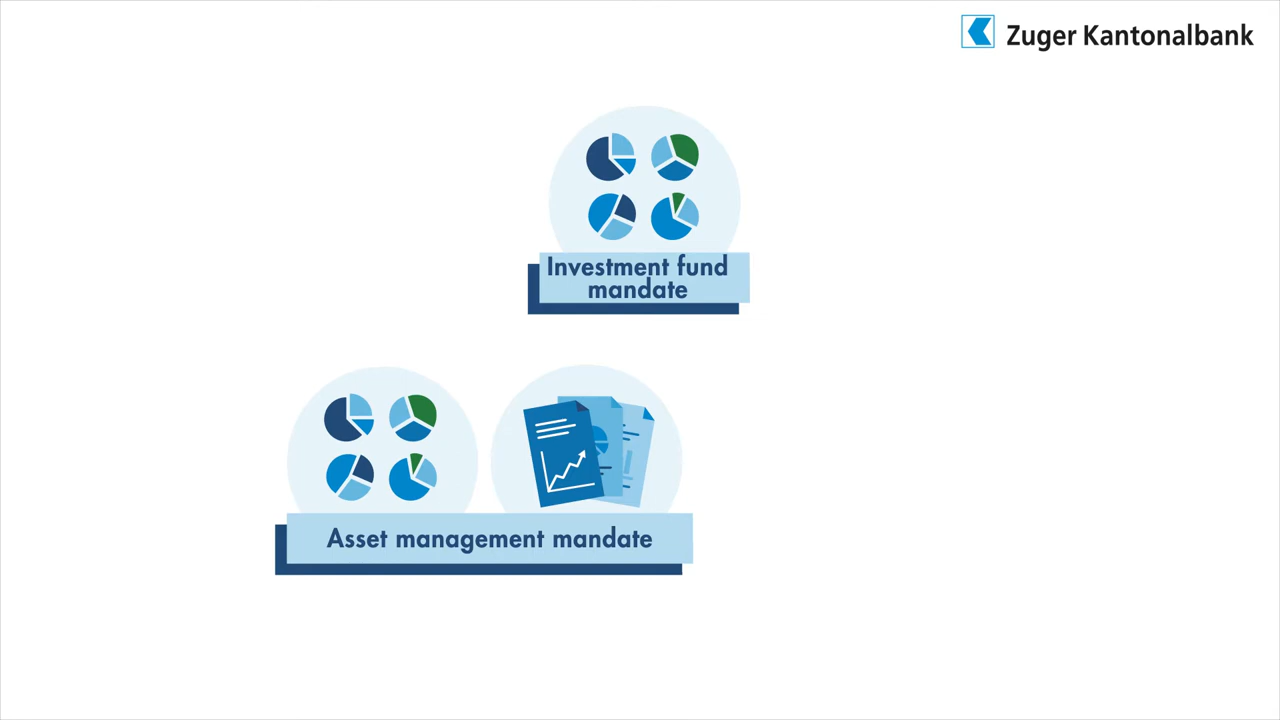 Zuger Kantonalbank
Investment fund
mandate
Asset management mandate